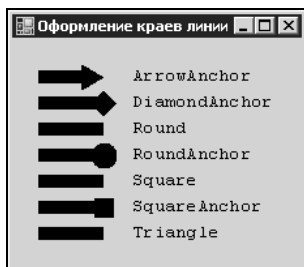 Оформление краев линии
ArrowAnchor
DiamondAnchor
Round
RoundAnchor
Square
SquareAnchor
Triangle